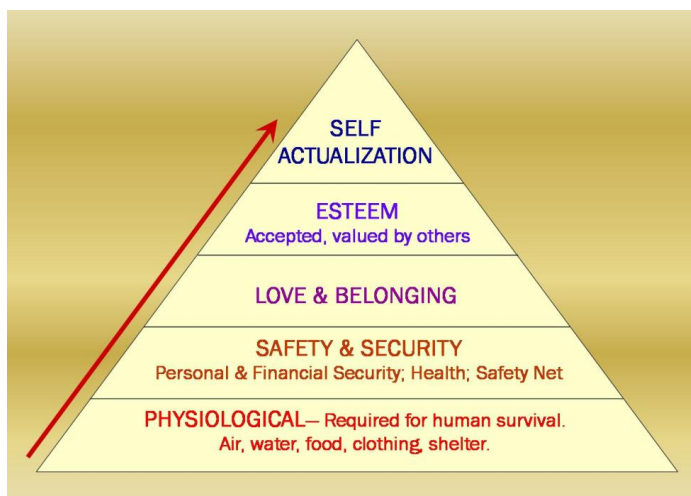 SELF
ACTUALIZATION
ESTEEM
Accepted, valued by others
LOVE & BELONGING
SAFETY & SECURITY
Personal & Financial Security; Health; Safety Net
PHYSIOLOGICAL— Required for human survival.
Air, water, food, clothing, shelter.